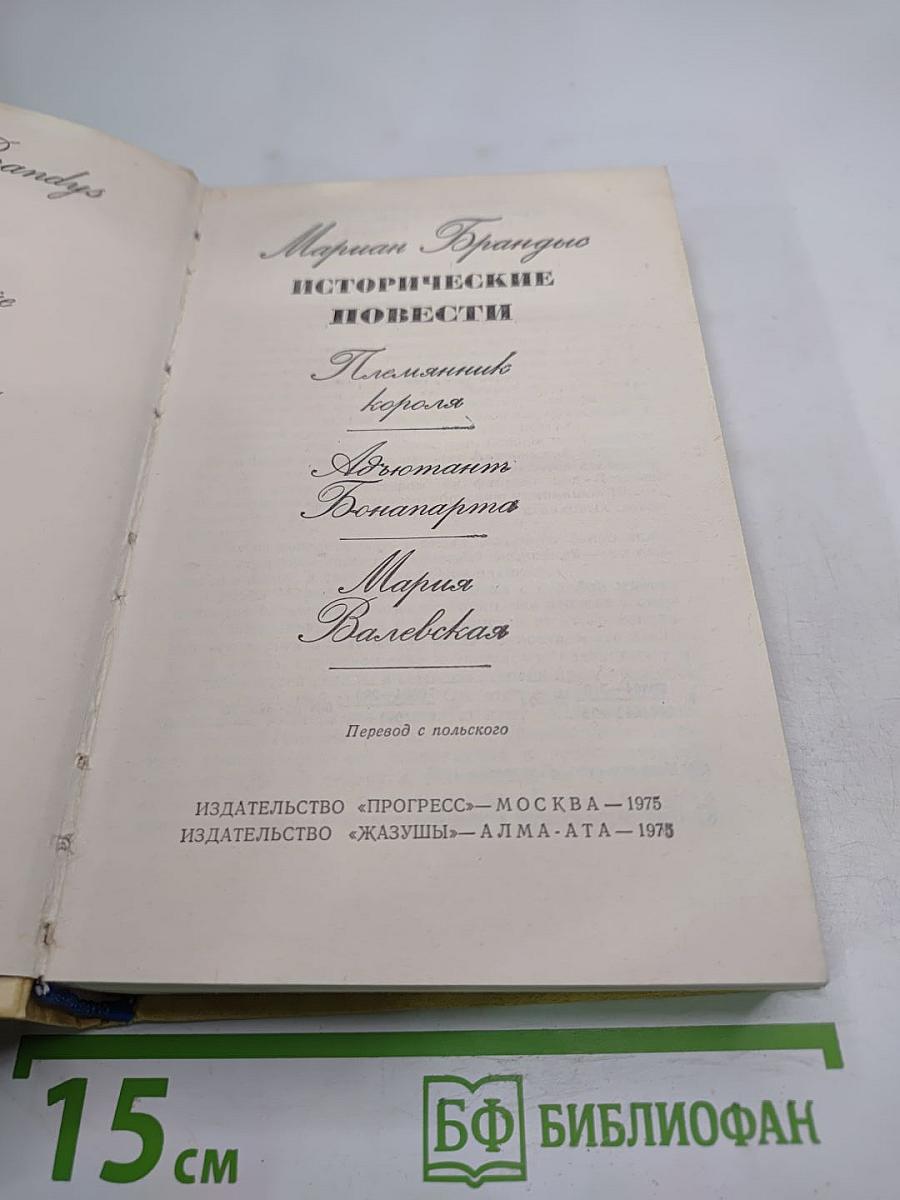 Мариан Брандыс
ИСТОРИЧЕСКИЕ
ПОВЕСТИ
Племянник
короля
Адъютант
Бонапарта
Мария
Валевская
Перевод с польского
ИЗДАТЕЛЬСТВО «ПРОГРЕСС»—МОСКВА—1975
ИЗДАТЕЛЬСТВО «ЖАЗУШЫ»—АЛМА-АТА—1975
15 см
БФ БИБЛИОФАН